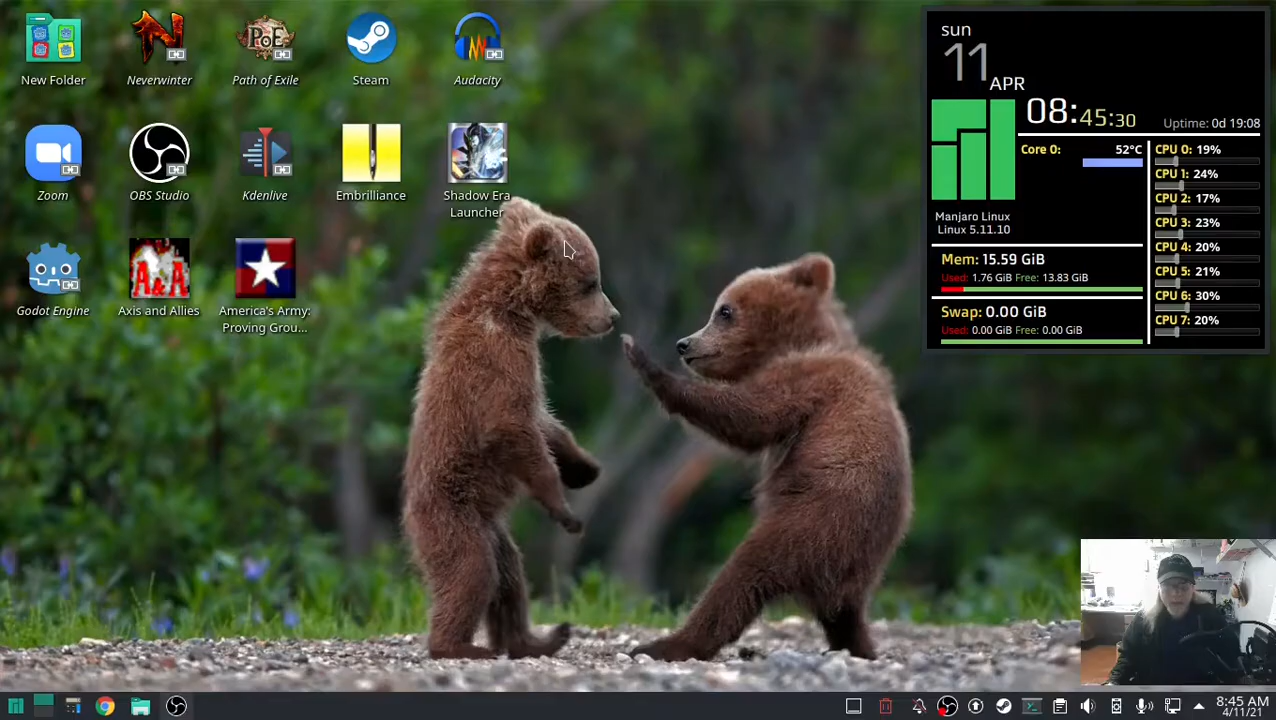 New Folder
Neverwinter
Path of Exile
Steam
Audacity
Zoom
OBS Studio
Kdenlive
Embrilliance
Shadow Era
Launcher
Godot Engine
A&A
Axis and Allies
America's Army:
Proving Grou...
sun
11
APR
08:45:30
Uptime: 0d 19:08
Core 0: 52°C
Manjaro Linux
Linux 5.11.10
CPU 0: 19%
CPU 1: 24%
CPU 2: 17%
CPU 3: 23%
CPU 4: 20%
CPU 5: 21%
CPU 6: 30%
CPU 7: 20%
Mem: 15.59 GiB
Used: 1.76 GiB Free: 13.83 GiB
Swap: 0.00 GiB
Used: 0.00 GiB Free: 0.00 GiB
8:45 AM
4/11/21